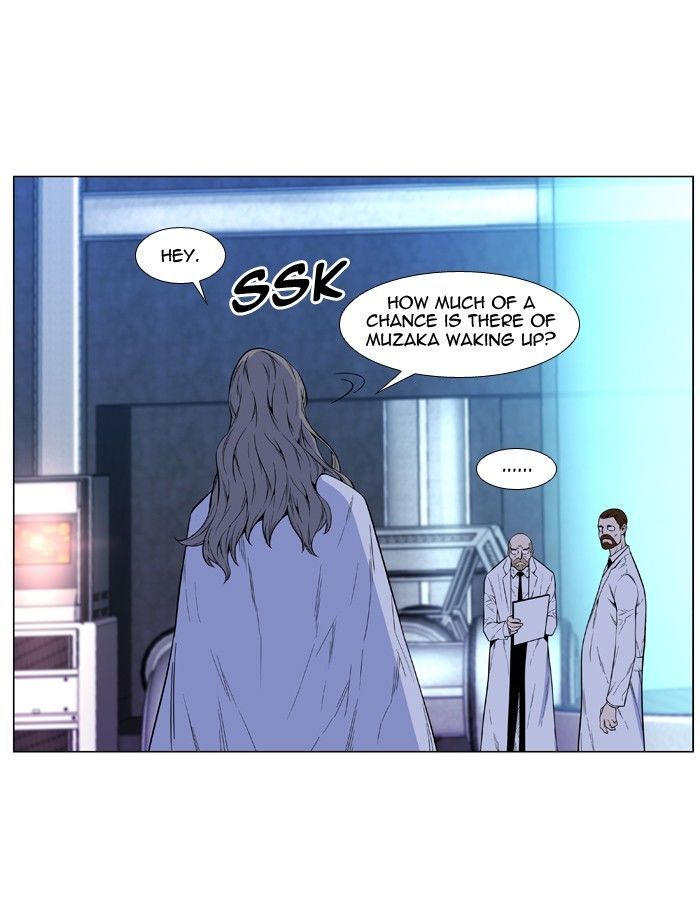 HEY.
SSK
HOW MUCH OF A
CHANCE IS THERE OF
MUZAKA WAKING UP?
......